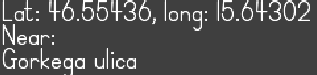 Lat: 46.55436, long: 15.64302
Near:
Gorkega ulica